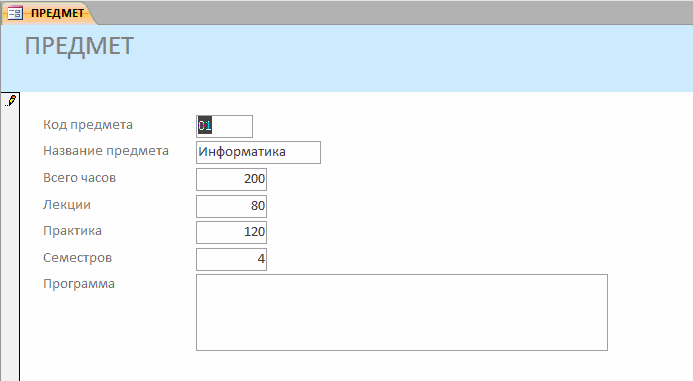 ПРЕДМЕТ
ПРЕДМЕТ
Код предмета 01
Название предмета Информатика
Всего часов 200
Лекции 80
Практика 120
Семестров 4
Программа